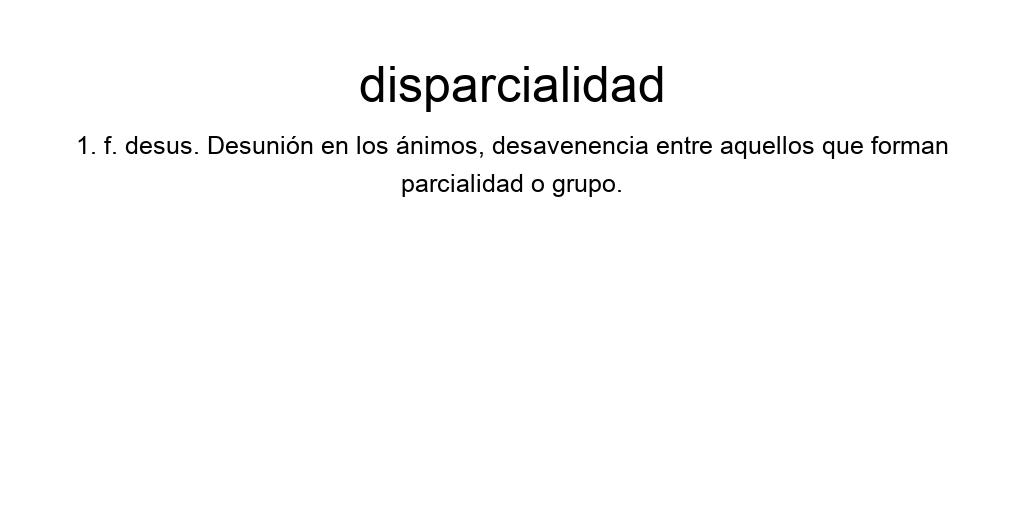 disparcialidad
1. f. desus. Desunión en los ánimos, desavenencia entre aquellos que forman
parcialidad o grupo.